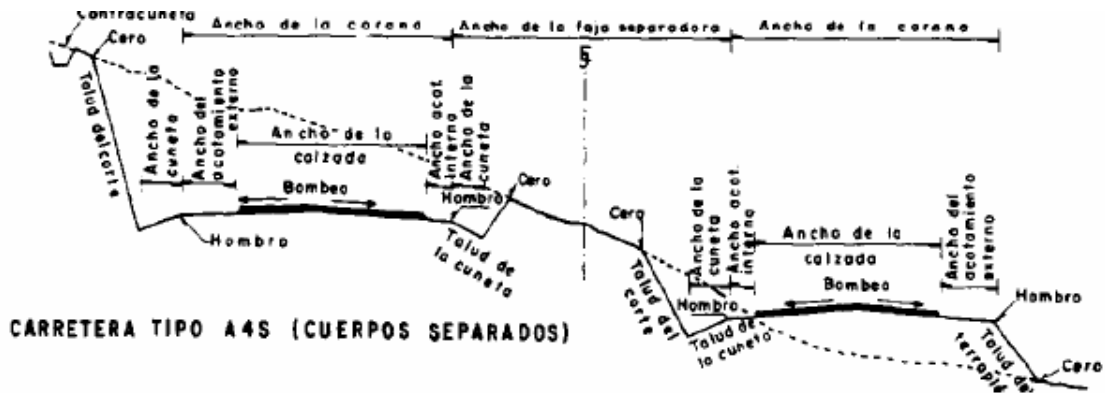 Contracuneta
Cero
Ancho de la corona
Ancho de la faja separadora
Ancho de la corona
Talud del corte
Ancho de la
cuneta
Ancho del
acotamiento
externo
Ancho de la
calzada
Ancho acot.
interno
Ancho de la
cuneta
Bombeo
Hombro
Hombro
Cero
Talud de
la cuneta
Cero
Talud del
corte
Ancho de la
cuneta
Ancho acot.
interno
Ancho de la
calzada
Ancho del
acotamiento
externo
Hombro
Bombeo
Hombro
Talud de
la cuneta
Talud del
Cero
CARRETERA TIPO A4S (CUERPOS SEPARADOS)